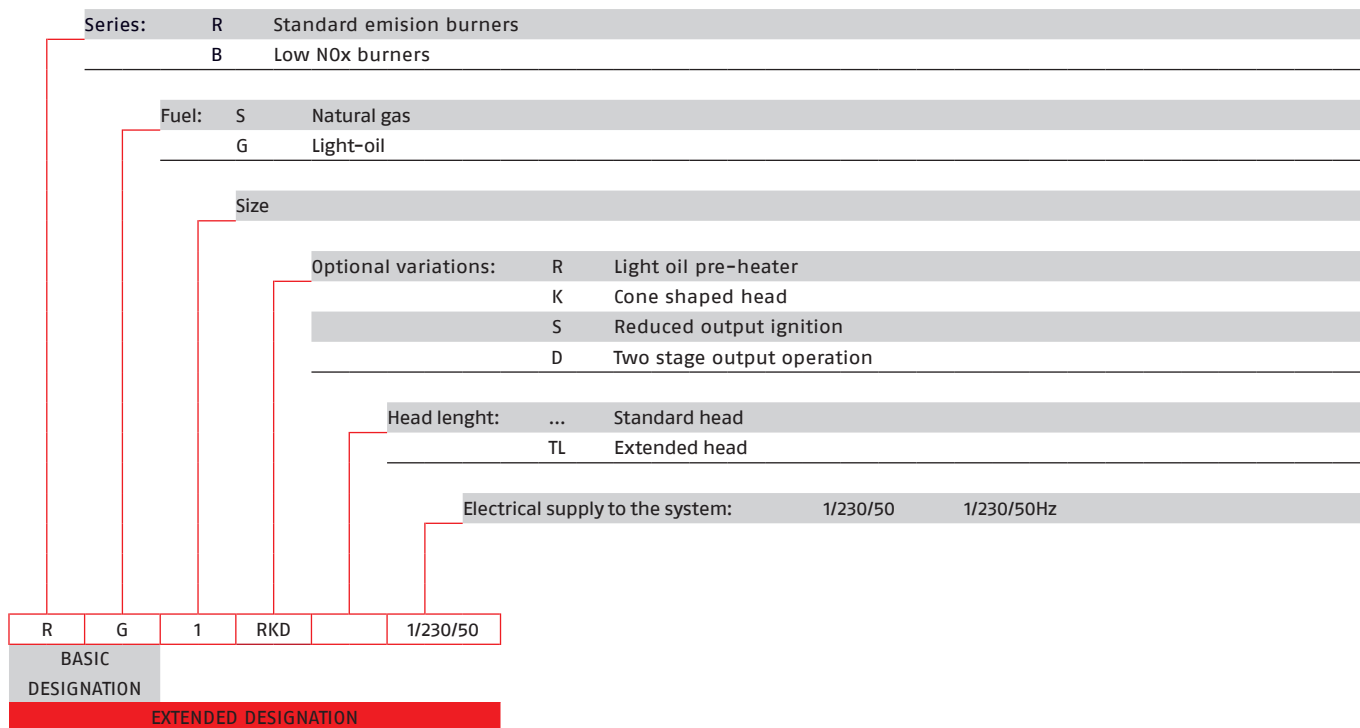 Series: R Standard emision burners
B Low NOx burners
Fuel: S Natural gas
G Light-oil
Size
Optional variations: R Light oil pre-heater
K Cone shaped head
S Reduced output ignition
D Two stage output operation
Head lenght: ... Standard head
TL Extended head
Electrical supply to the system: 1/230/50 1/230/50Hz
R G 1 RKD 1/230/50
BASIC
DESIGNATION
EXTENDED DESIGNATION